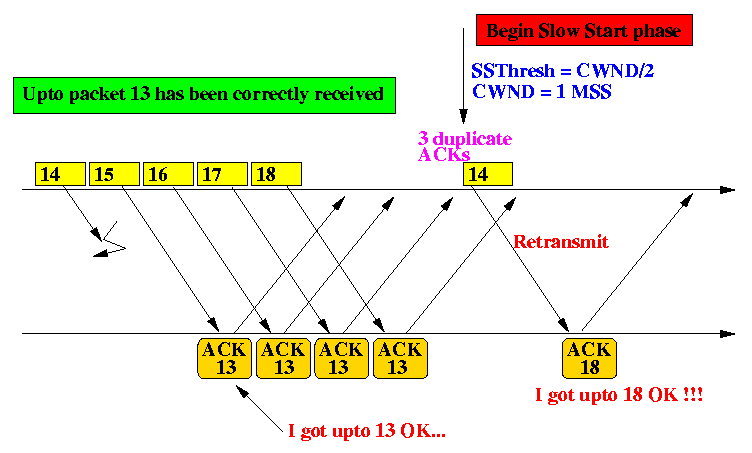 Begin Slow Start phase
SSThresh = CWND/2
CWND = 1 MSS
Upto packet 13 has been correctly received
3 duplicate
ACKs
14 15 16 17 18 14
Retransmit
ACK ACK ACK ACK ACK
13 13 13 13 18
I got upto 18 OK !!!
I got upto 13 OK...